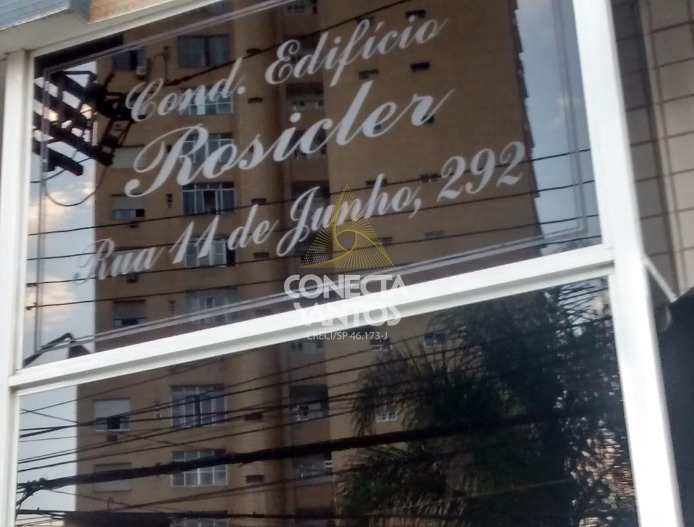 Cond. Edifício
Rosicler
Rua 11 de Junho, 292
CONECTA
SANTOS
CRECI/SP 46.173-J